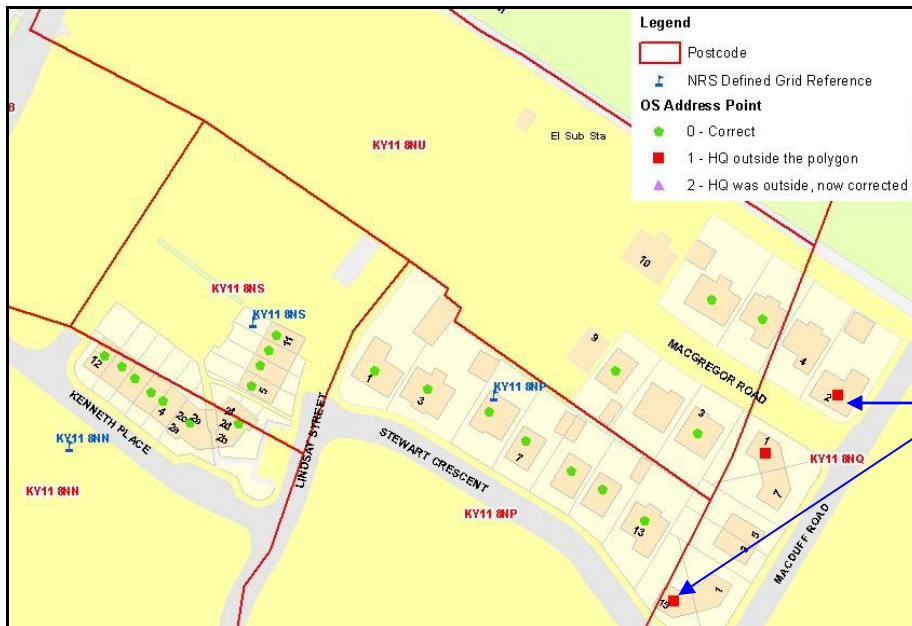 Legend
Postcode
NRS Defined Grid Reference
OS Address Point
0 - Correct
1 - HQ outside the polygon
2 - HQ was outside, now corrected
El Sub Sta
KY11 8NU
10
KY11 8NS
KY11 8NS
11
9
MACGREGOR ROAD
4
2
12
4
5
1
3
KY11 8NP
3
KENNETH PLACE
2c
2e
2f
2d
2a
2b
LINDSAY STREET
STEWART CRESCENT
7
1
KY11 8NN
KY11 8NQ
7
KY11 8NN
KY11 8NP
13
5
3
MACDUFF ROAD
15
1